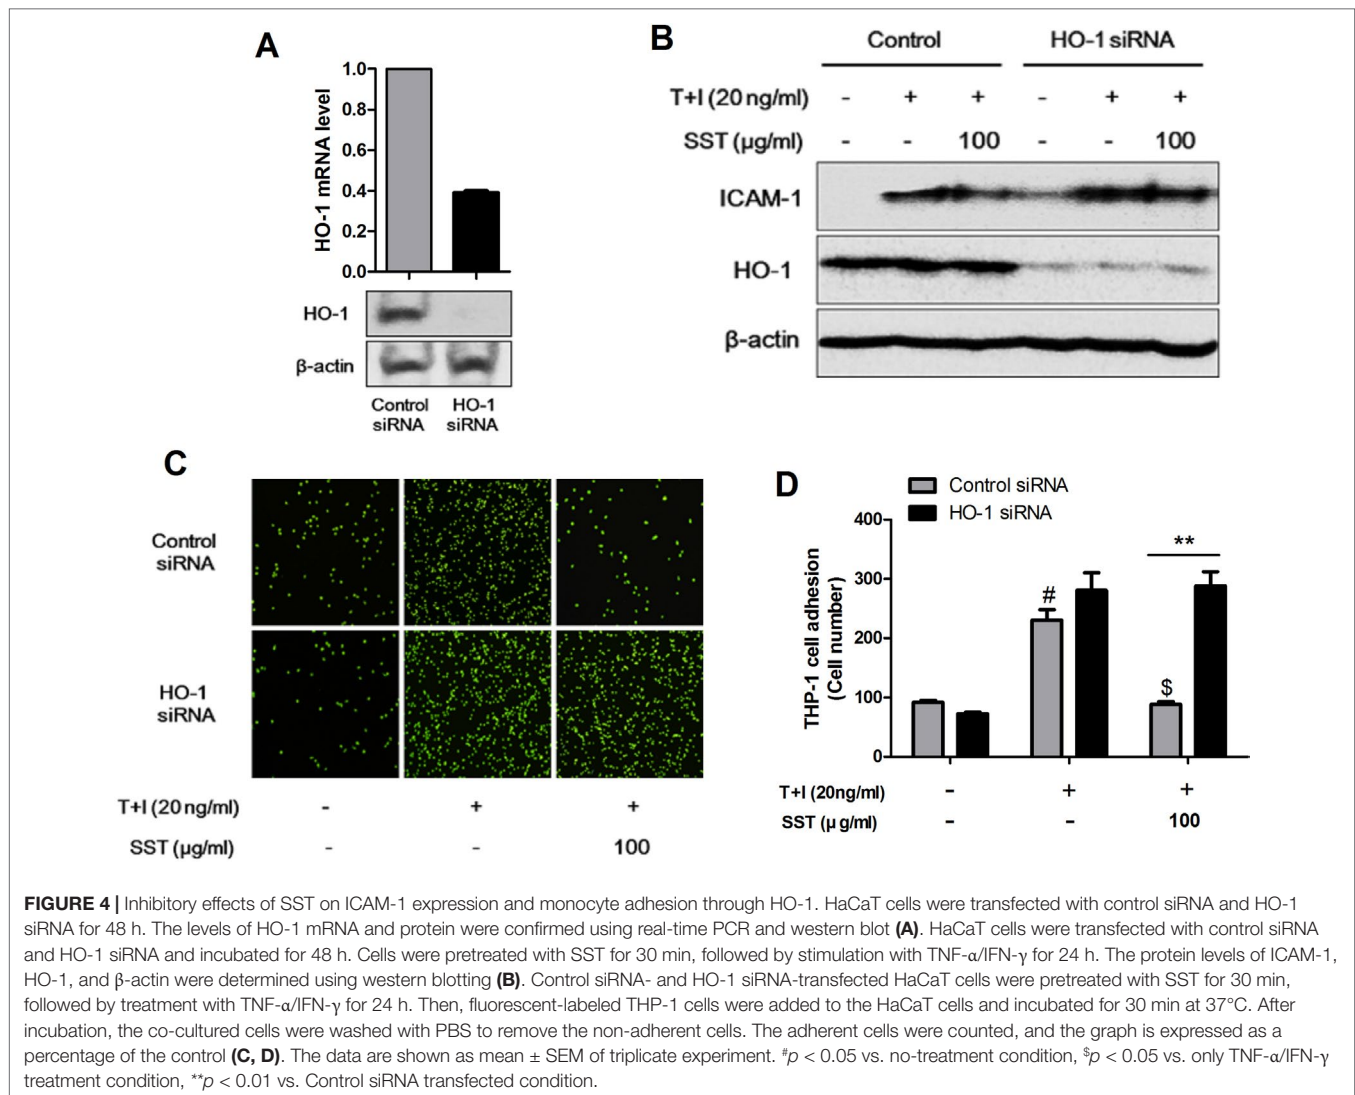 A
HO-1 mRNA level
1.0
0.8
0.6
0.4
0.2
0.0
HO-1
β-actin
Control siRNA
HO-1 siRNA
B
Control HO-1 siRNA
T+I (20 ng/ml) - + + - + +
SST (µg/ml) - - 100 - - 100
ICAM-1
HO-1
β-actin
C
Control siRNA
HO-1 siRNA
T+I (20 ng/ml) - + +
SST (µg/ml) - - 100
D
Control siRNA
HO-1 siRNA
THP-1 cell adhesion
(Cell number)
400
300
200
100
0
#
$
**
T+I (20ng/ml) - + +
SST (µ g/ml) - - 100
FIGURE 4 | Inhibitory effects of SST on ICAM-1 expression and monocyte adhesion through HO-1. HaCaT cells were transfected with control siRNA and HO-1
siRNA for 48 h. The levels of HO-1 mRNA and protein were confirmed using real-time PCR and western blot (A). HaCaT cells were transfected with control siRNA
and HO-1 siRNA and incubated for 48 h. Cells were pretreated with SST for 30 min, followed by stimulation with TNF-α/IFN-γ for 24 h. The protein levels of ICAM-1,
HO-1, and β-actin were determined using western blotting (B). Control siRNA- and HO-1 siRNA-transfected HaCaT cells were pretreated with SST for 30 min,
followed by treatment with TNF-α/IFN-γ for 24 h. Then, fluorescent-labeled THP-1 cells were added to the HaCaT cells and incubated for 30 min at 37°C. After
incubation, the co-cultured cells were washed with PBS to remove the non-adherent cells. The adherent cells were counted, and the graph is expressed as a
percentage of the control (C, D). The data are shown as mean ± SEM of triplicate experiment. #p < 0.05 vs. no-treatment condition, $p < 0.05 vs. only TNF-α/IFN-γ
treatment condition, **p < 0.01 vs. Control siRNA transfected condition.